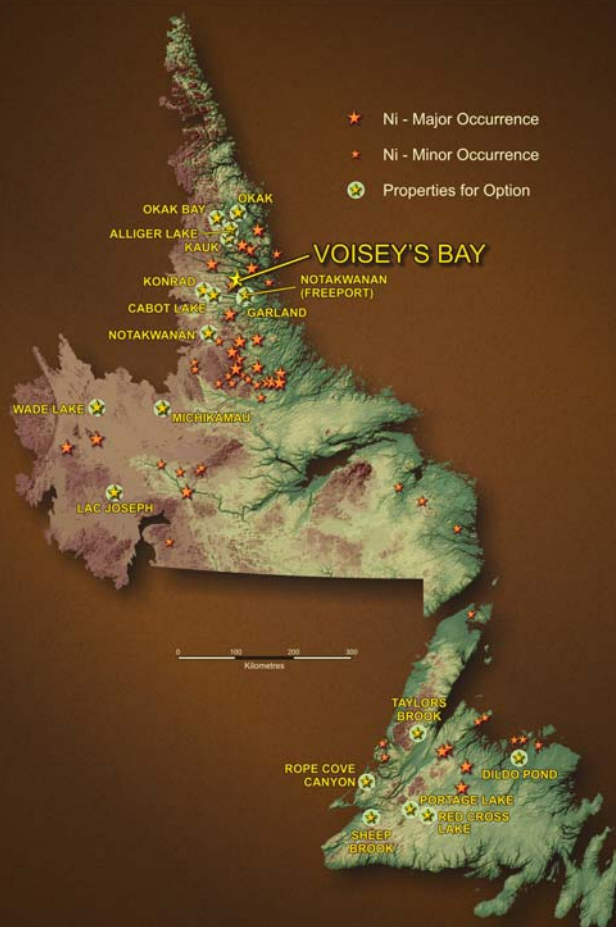 Ni - Major Occurrence
Ni - Minor Occurrence
Properties for Option
OKAK
OKAK BAY
ALLIGER LAKE
KAUK
VOISEY'S BAY
KONRAD
NOTAKWANAN
(FREEPORT)
CABOT LAKE
GARLAND
NOTAKWANAN
WADE LAKE
MICHIKAMAU
LAC JOSEPH
0 100 200 300
Kilometres
TAYLORS
BROOK
ROPE COVE
CANYON
DILDO POND
PORTAGE LAKE
RED CROSS
LAKE
SHEEP
BROOK